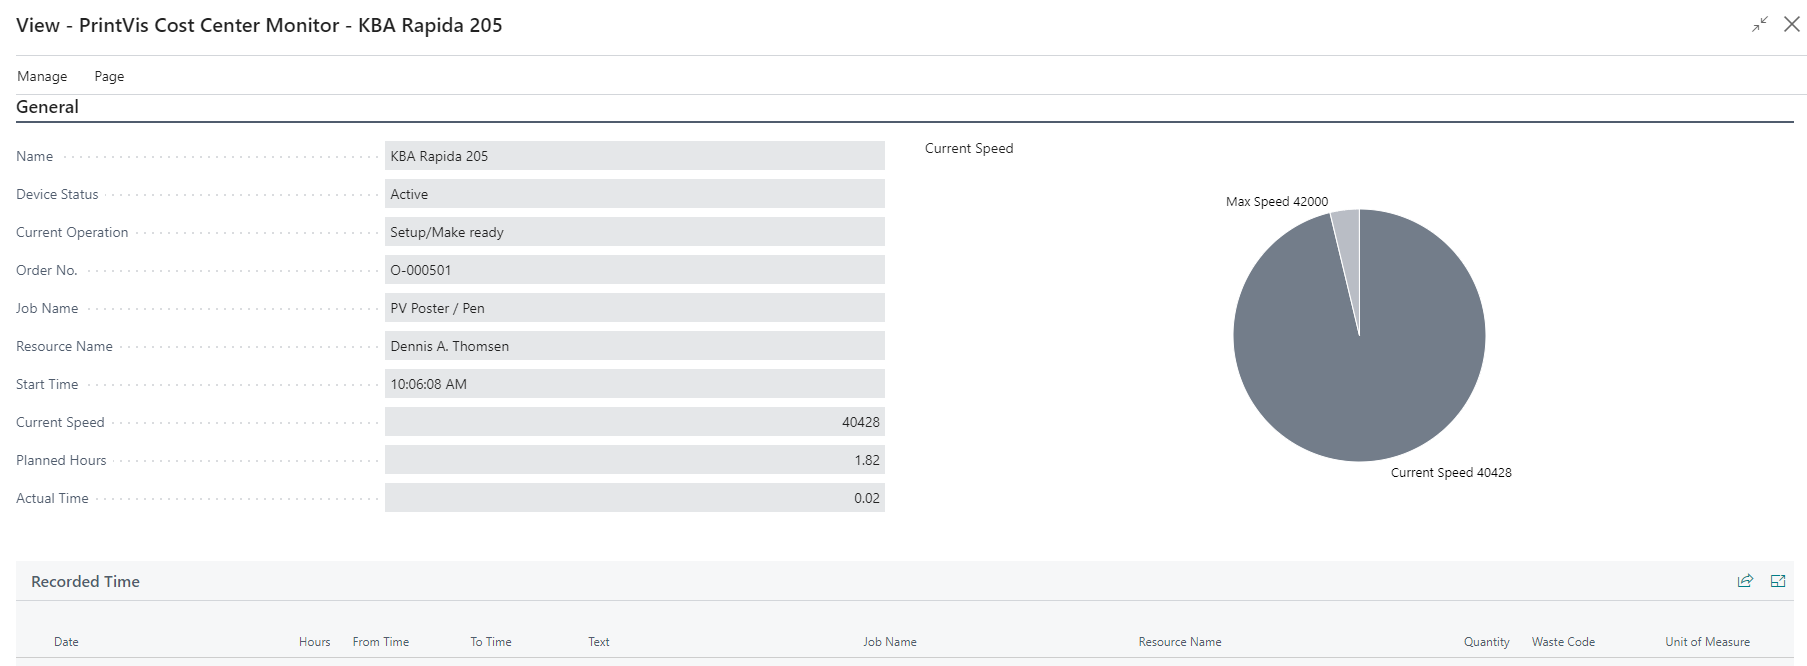 View - PrintVis Cost Center Monitor - KBA Rapida 205
Manage Page
General
Name KBA Rapida 205
Device Status Active
Current Operation Setup/Make ready
Order No. O-000501
Job Name PV Poster / Pen
Resource Name Dennis A. Thomsen
Start Time 10:06:08 AM
Current Speed 40428
Planned Hours 1.82
Actual Time 0.02
Current Speed
Max Speed 42000
Current Speed 40428
Recorded Time
Date Hours From Time To Time Text Job Name Resource Name Quantity Waste Code Unit of Measure